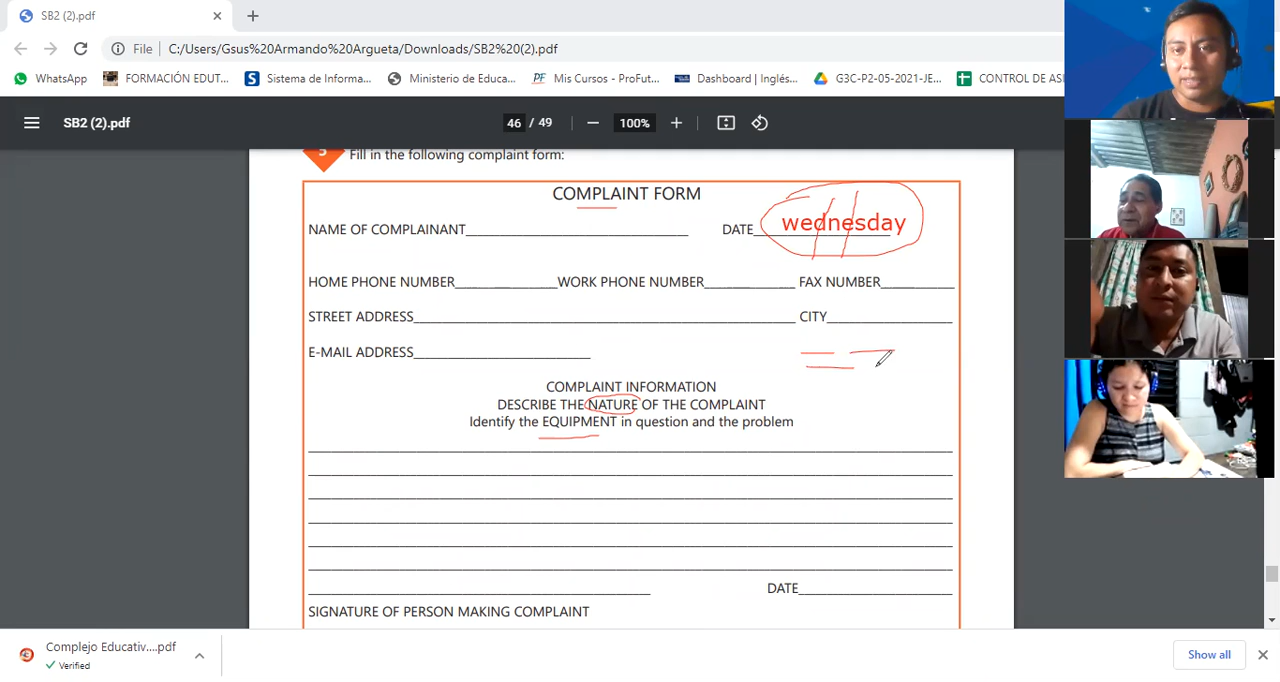 SB2 (2).pdf
File C:/Users/Gsus%20Armando%20Argueta/Downloads/SB2%20(2).pdf
WhatsApp FORMACIÓN EDUT... Sistema de Informa... Ministerio de Educa... PF Mis Cursos - ProFut... Dashboard | Inglés... G3C-P2-05-2021-JE... CONTROL DE ASI
SB2 (2).pdf 46 / 49 100%
5 Fill in the following complaint form:
COMPLAINT FORM
NAME OF COMPLAINANT DATE wednesday
HOME PHONE NUMBER WORK PHONE NUMBER FAX NUMBER
STREET ADDRESS CITY
E-MAIL ADDRESS
COMPLAINT INFORMATION
DESCRIBE THE NATURE OF THE COMPLAINT
Identify the EQUIPMENT in question and the problem
DATE
SIGNATURE OF PERSON MAKING COMPLAINT
Complejo Educativ....pdf
Verified
Show all